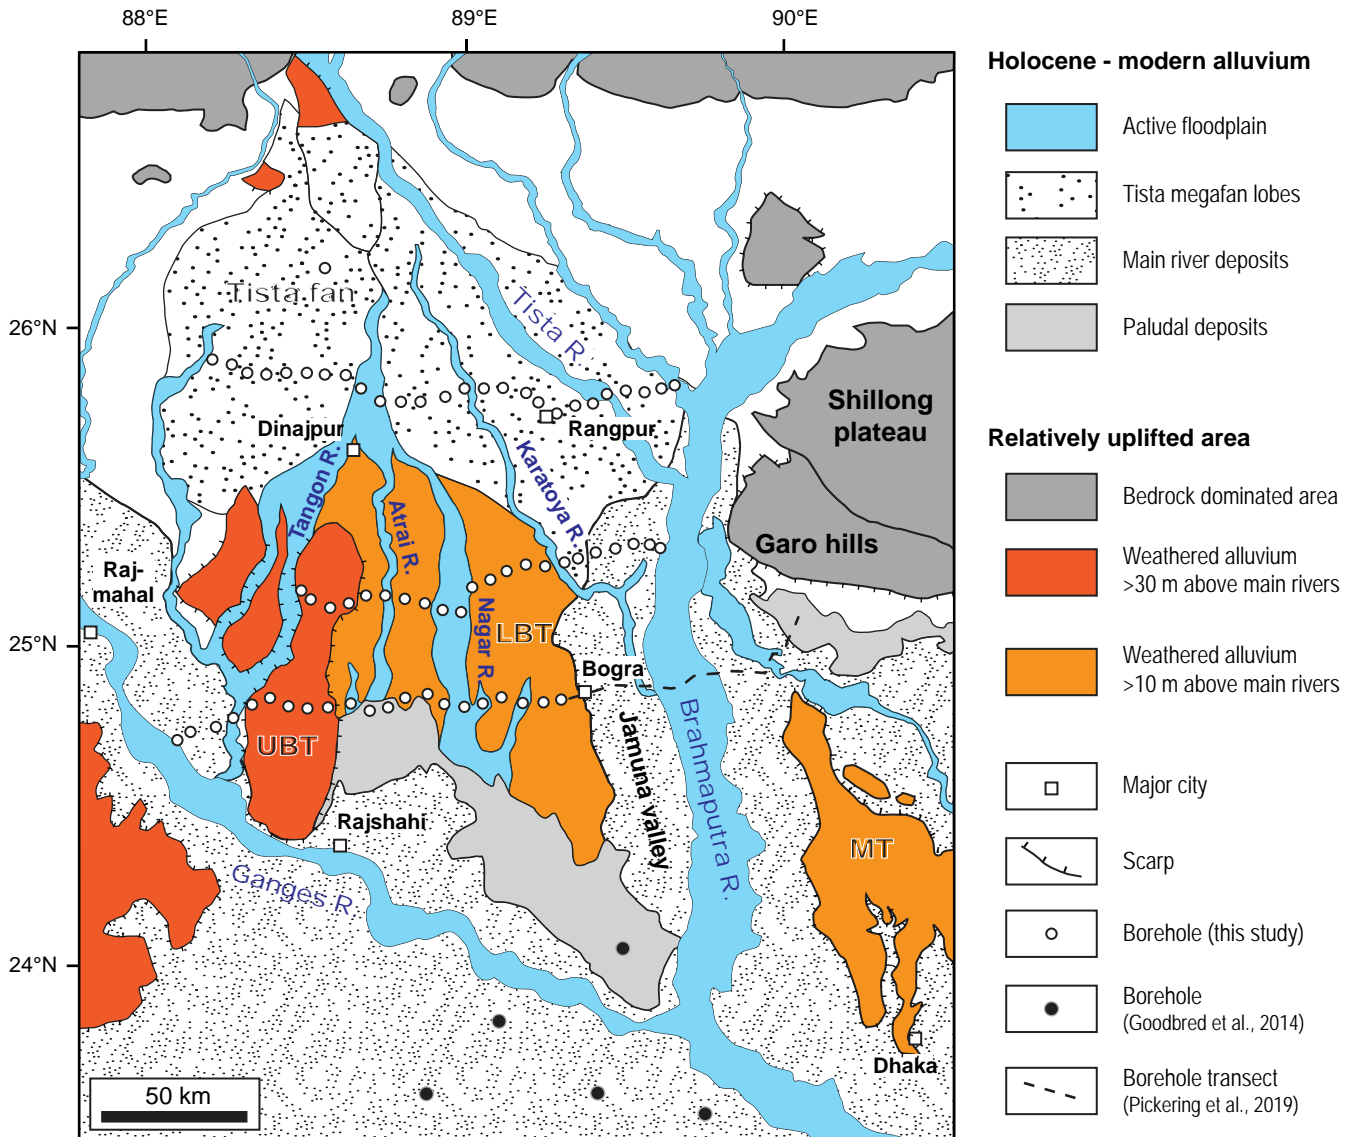 88°E
89°E
90°E
26°N
25°N
24°N
Tista fan
Tista R.
Dinajpur
Rangpur
Shillong
plateau
Tangon R.
Atrai R.
Karatoya R.
Garo hills
Raj-
mahal
Nagar R.
LBT
Bogra
UBT
Jamuna valley
Brahmaputra R.
Rajshahi
MT
Ganges R.
Dhaka
50 km
Holocene - modern alluvium
Active floodplain
Tista megafan lobes
Main river deposits
Paludal deposits
Relatively uplifted area
Bedrock dominated area
Weathered alluvium
>30 m above main rivers
Weathered alluvium
>10 m above main rivers
Major city
Scarp
Borehole (this study)
Borehole
(Goodbred et al., 2014)
Borehole transect
(Pickering et al., 2019)